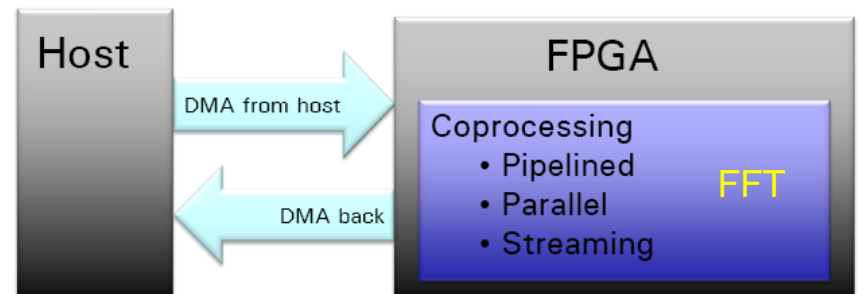 Host
FPGA
DMA from host
Coprocessing
• Pipelined
• Parallel
• Streaming
FFT
DMA back